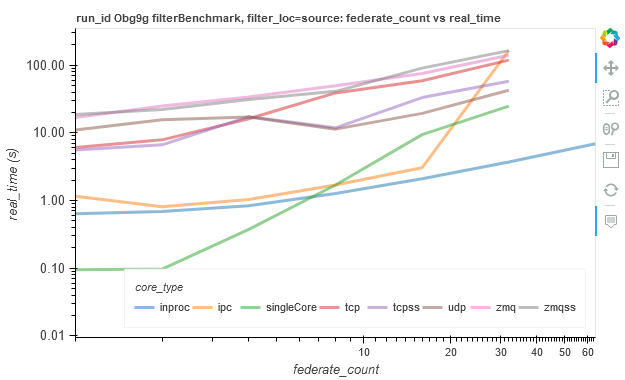 run_id Obg9g filterBenchmark, filter_loc=source: federate_count vs real_time
real_time (s)
100.00
10.00
1.00
0.10
0.01
core_type
inproc ipc singleCore tcp tcpss udp zmq zmqss
10 20 30 40 50 60
federate_count